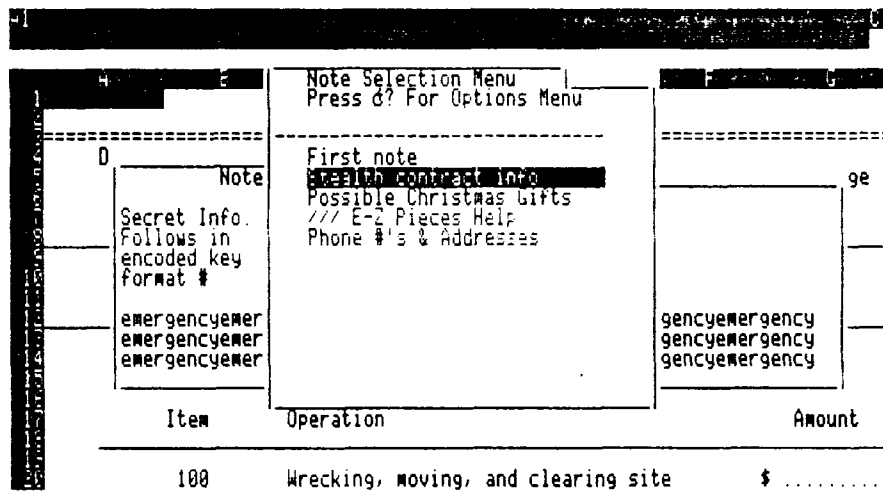 Note Selection Menu
Press ? For Options Menu
First note
D
Note
Stealth contract info
ge
Possible Christmas Gifts
Secret Info.
/// E-Z Pieces Help
Follows in
Phone #'s & Addresses
encoded key
format #
emergencyemer gencyemergency
emergencyemer gencyemergency
emergencyemer gencyemergency
Item Operation Amount
100 Wrecking, moving, and clearing site $ .........